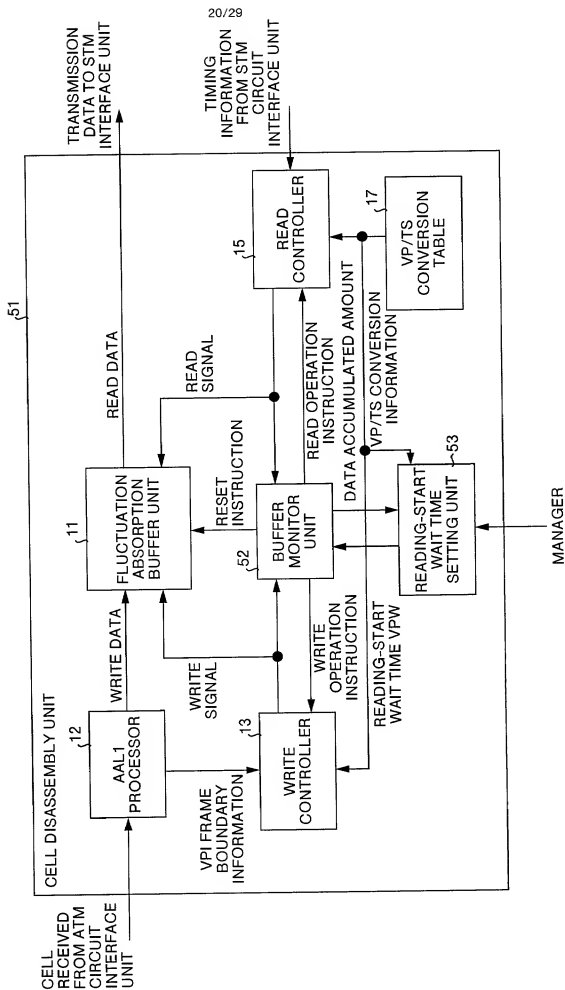 20/29
51
CELL DISASSEMBLY UNIT
CELL
RECEIVED
FROM ATM
CIRCUIT
INTERFACE
UNIT
12
AAL1
PROCESSOR
WRITE DATA
11
FLUCTUATION
ABSORPTION
BUFFER UNIT
READ DATA
TRANSMISSION
DATA TO STM
INTERFACE UNIT
VPI FRAME
BOUNDARY
INFORMATION
WRITE
SIGNAL
RESET
INSTRUCTION
READ
SIGNAL
13
WRITE
CONTROLLER
WRITE
OPERATION
INSTRUCTION
52
BUFFER
MONITOR
UNIT
READ OPERATION
INSTRUCTION
15
READ
CONTROLLER
TIMING
INFORMATION
FROM STM
CIRCUIT
INTERFACE UNIT
READING-START
WAIT TIME VPW
DATA ACCUMULATED AMOUNT
VP/TS CONVERSION
INFORMATION
53
READING-START
WAIT TIME
SETTING UNIT
17
VP/TS
CONVERSION
TABLE
MANAGER